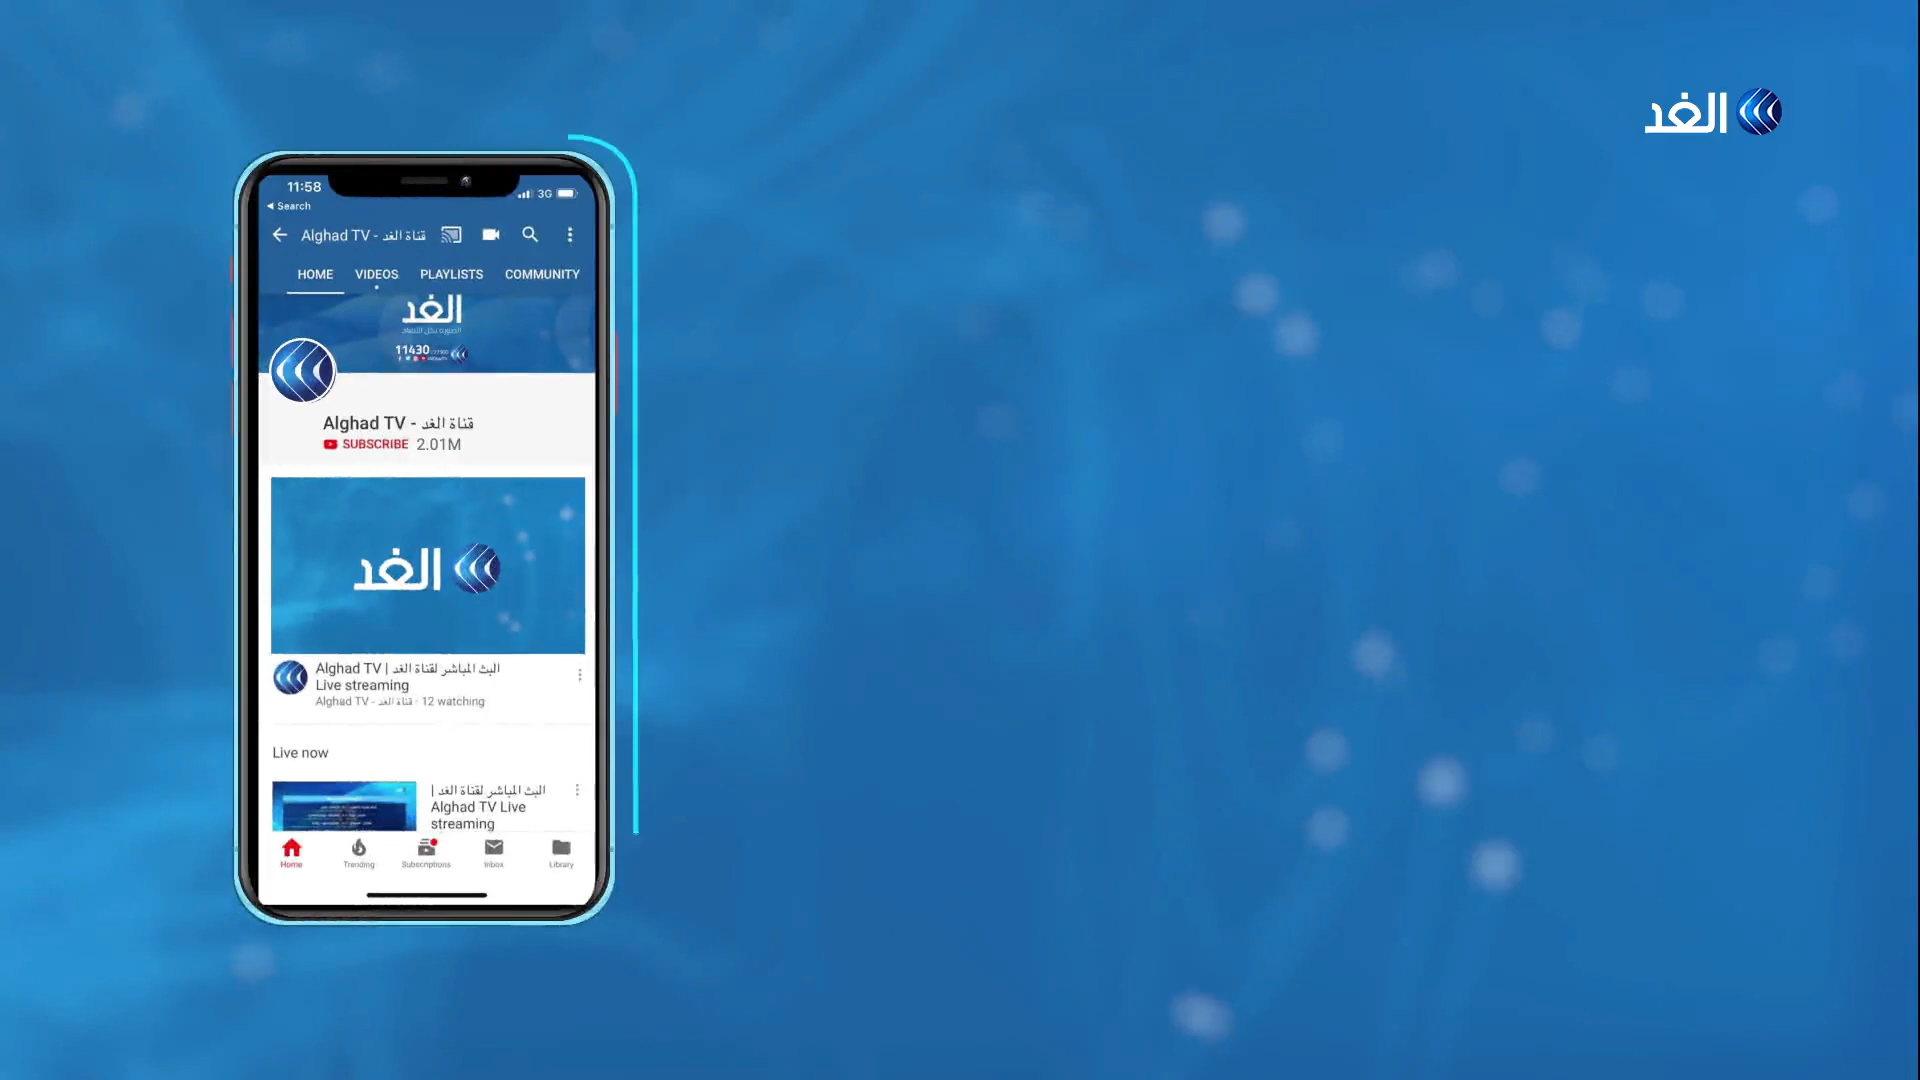 الغد
11:58
3G
Search
Alghad TV - قناة الغد
HOME VIDEOS PLAYLISTS COMMUNITY
الغد
11430
Alghad TV - قناة الغد
SUBSCRIBE 2.01M
الغد
Alghad TV | البث المباشر لقناة الغد
Live streaming
Alghad TV - قناة الغد · 12 watching
Live now
البث المباشر لقناة الغد |
Alghad TV Live
streaming
Home Trending Subscriptions Inbox Library